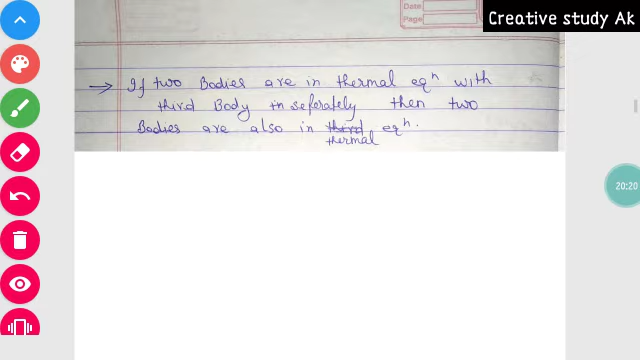 Date
Page
Creative study Ak
→ If two Bodies are in thermal eqⁿ with
third Body in seferately then two
Bodies are also in third eqⁿ.
thermal
20:20